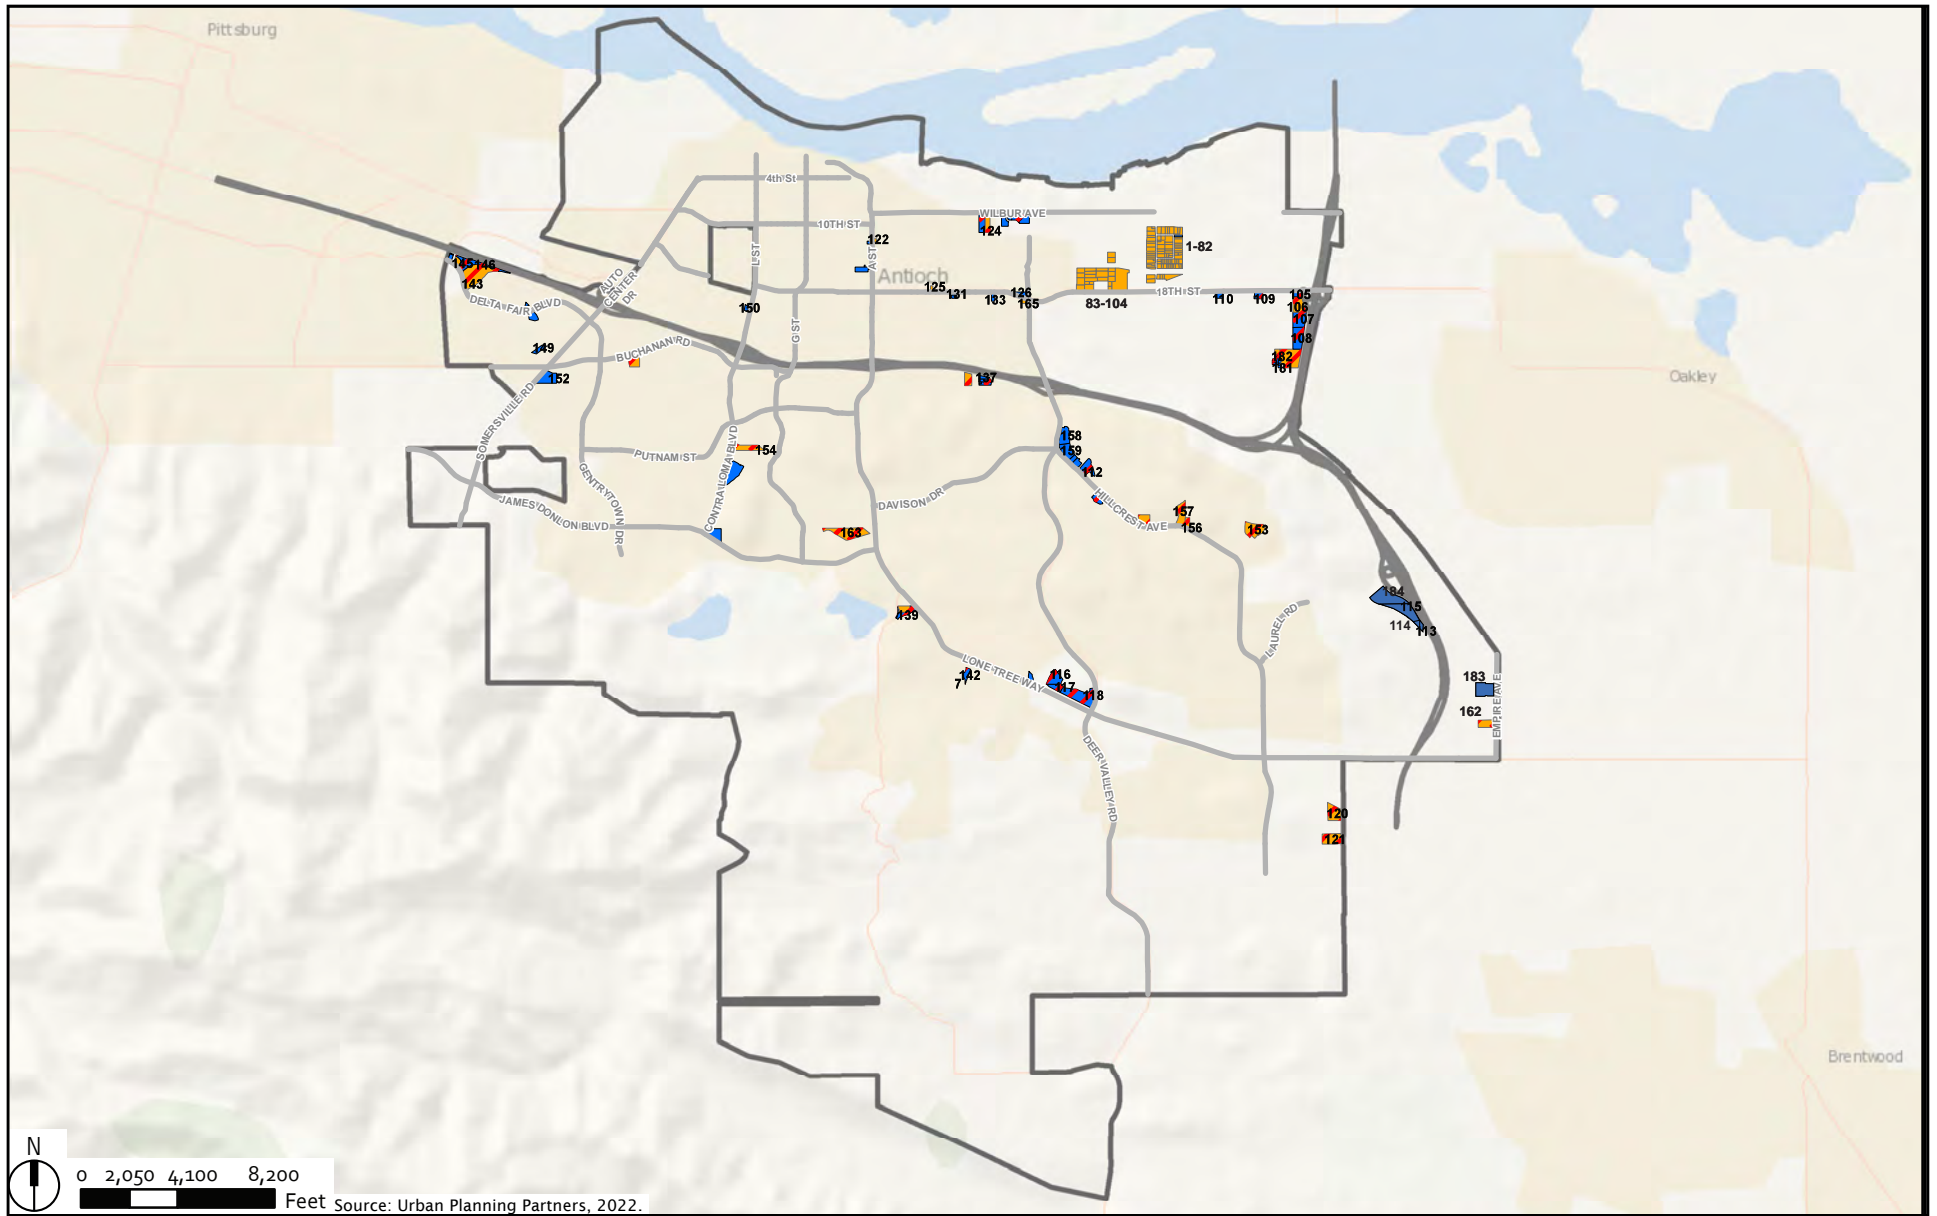 Pittsburg
4th St
10TH ST
WILBUR AVE
124
122
1-82
L ST
A ST
G ST
Antioch
145
146
143
AUTO
CENTER
DR
DELTA FAIR BLVD
125
131
133
126
165
83-104
18TH ST
110
109
105
106
107
108
182
181
150
149
BUCHANAN RD
152
137
Oakley
SOMERSVILLE RD
PUTNAM ST
154
CONTRA LOMA BLVD
GENTRYTOWN DR
JAMES DONLON BLVD
158
159
112
DAVISON DR
HILLCREST AVE
157
156
153
163
184
115
114
113
139
LAUREL RD
142
7
LONE TREE WAY
116
117
118
183
162
EMPIRE AVE
DEER VALLEY RD
120
121
Brentwood
N
0 2,050 4,100 8,200
Feet
Source: Urban Planning Partners, 2022.